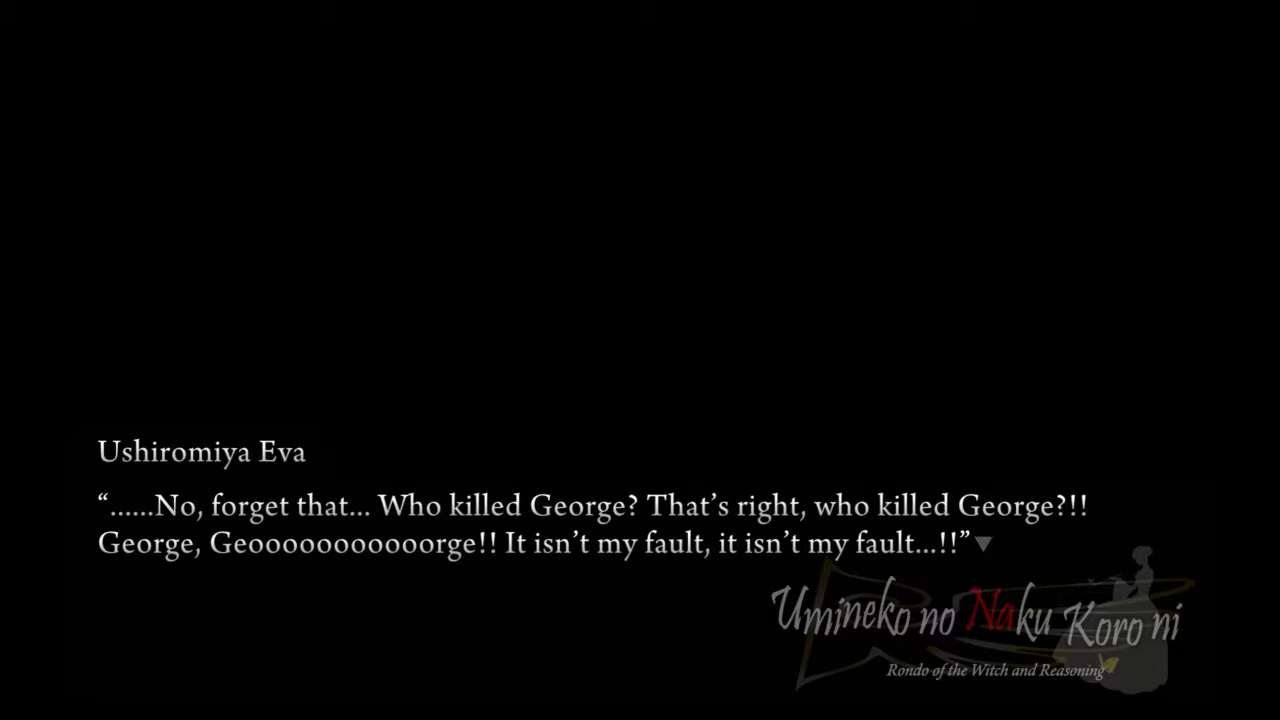 Ushiromiya Eva
“......No, forget that... Who killed George? That’s right, who killed George?!!
George, Geooooooooooorge!! It isn’t my fault, it isn’t my fault...!!”
Umineko no Naku Koro ni
Rondo of the Witch and Reasoning